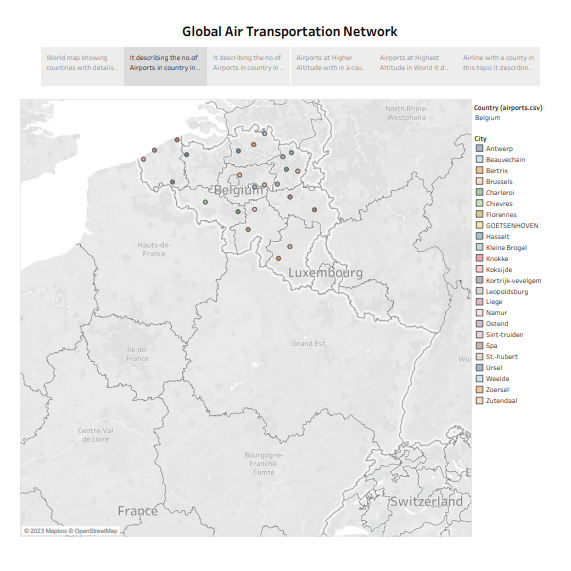 Global Air Transportation Network
World map showing
countries with details..
It describing the no.of
Airports in country in ..
It describing the no.of
Airports in country in ..
Airports at Higher
Altitude with in a cou..
Airports at Highest
Altitude in World It d..
Airline with a county in
this topic it describin..
North Rhine-
Westphalia
Belgium
Hauts-de-
France
Luxembourg
Grand Est
Ile de
France
Centre-Val
de Loire
Bourgogne-
Franche-
Comté
France
Switzerland
© 2023 Mapbox © OpenStreetMap
Country (airports.csv)
Belgium
City
Antwerp
Beauvechain
Bertrix
Brussels
Charleroi
Chievres
Florennes
GOETSENHOVEN
Hasselt
Kleine Brogel
Knokke
Koksijde
Kortrijk-vevelgem
Leopoldsburg
Liege
Namur
Ostend
Sint-truiden
Spa
St.-hubert
Ursel
Weelde
Zoersel
Zutendaal